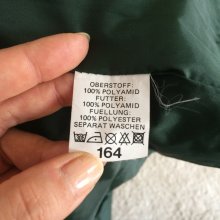 OBERSTOFF:
100% POLYAMID
FUTTER:
100% POLYAMID
FUELLUNG:
100% POLYESTER
SEPARAT WASCHEN
164